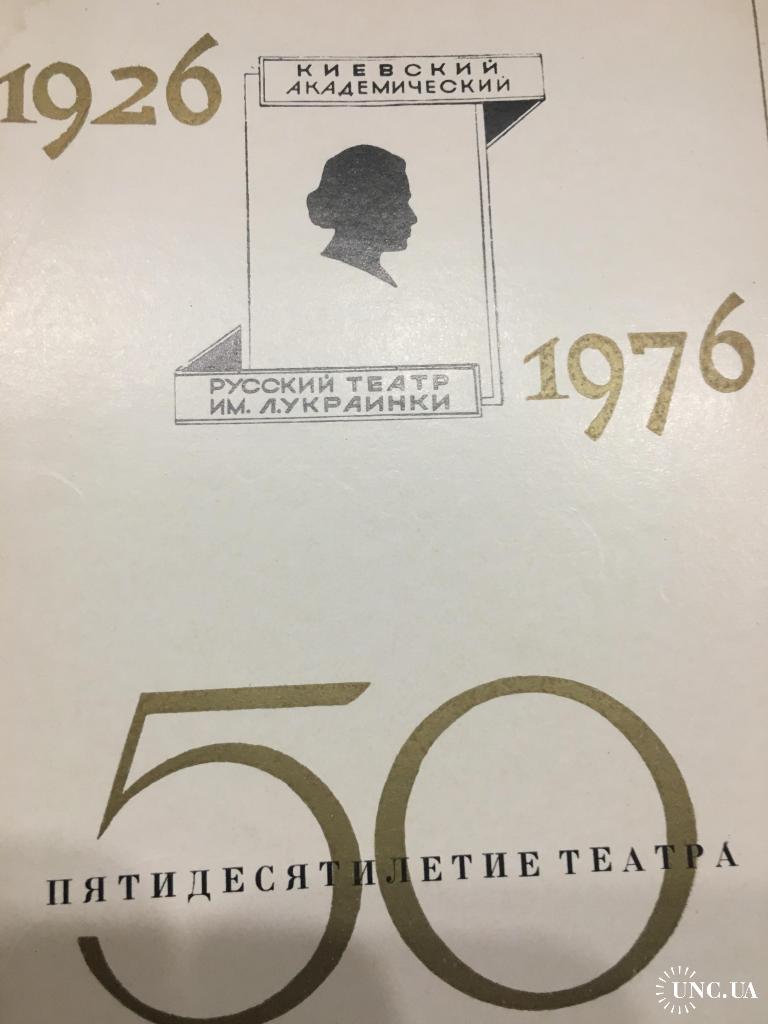 1926
КИЕВСКИЙ
АКАДЕМИЧЕСКИЙ
РУССКИЙ ТЕАТР
ИМ. Л.УКРАИНКИ
1976
50
ПЯТИДЕСЯТИЛЕТИЕ ТЕАТРА
UNC.UA